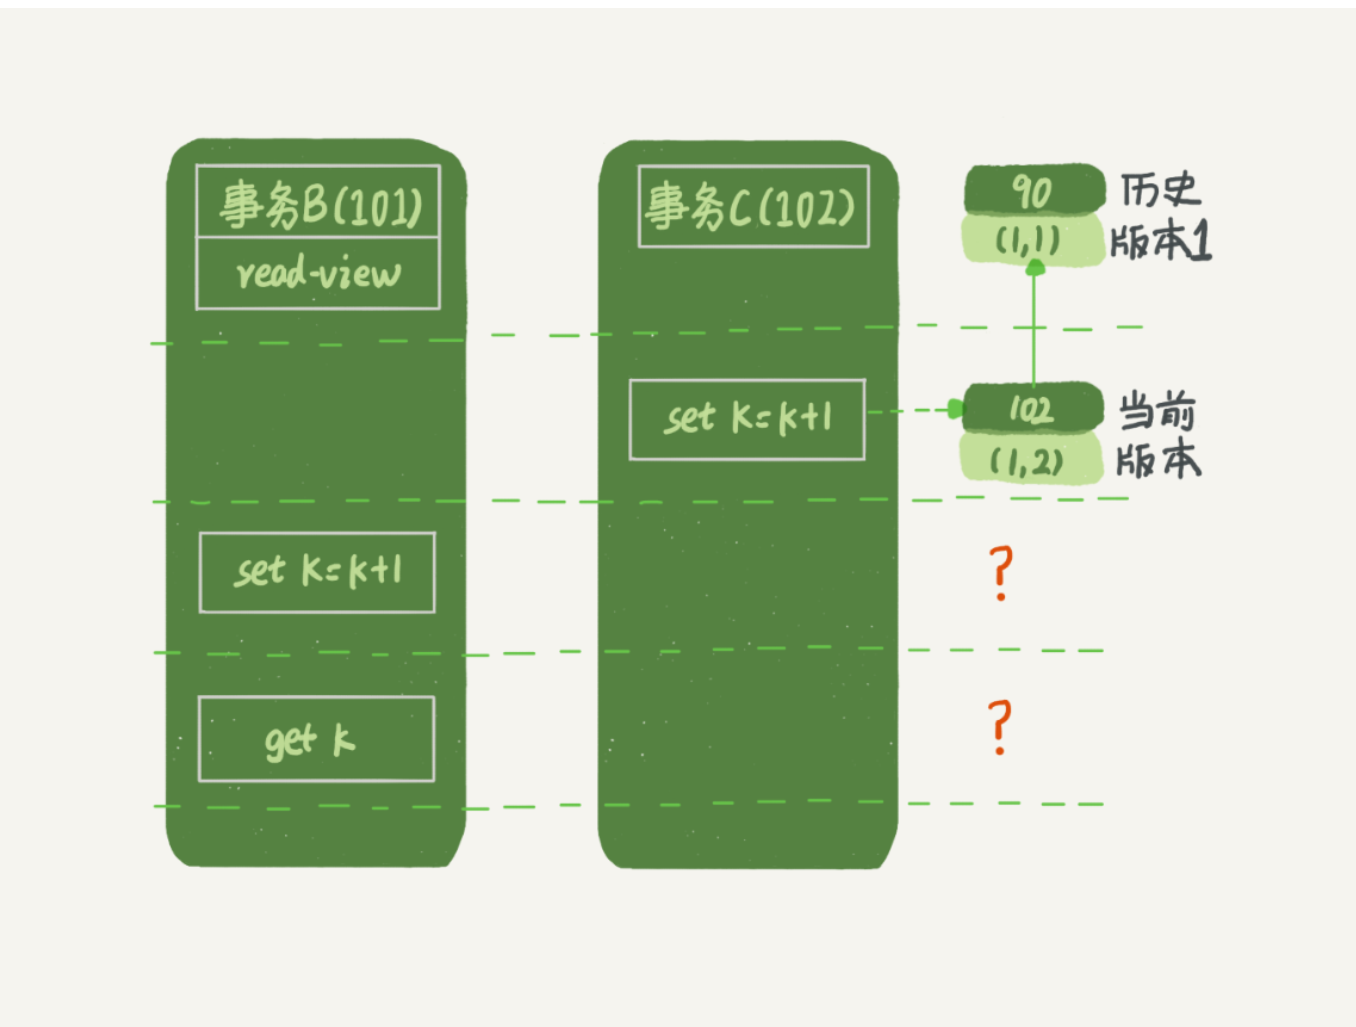 事务B(101)
read-view
事务C(102)
90
(1,1)
历史
版本1
set k=k+1
102
(1,2)
当前
版本
set k=k+1
?
get k
?